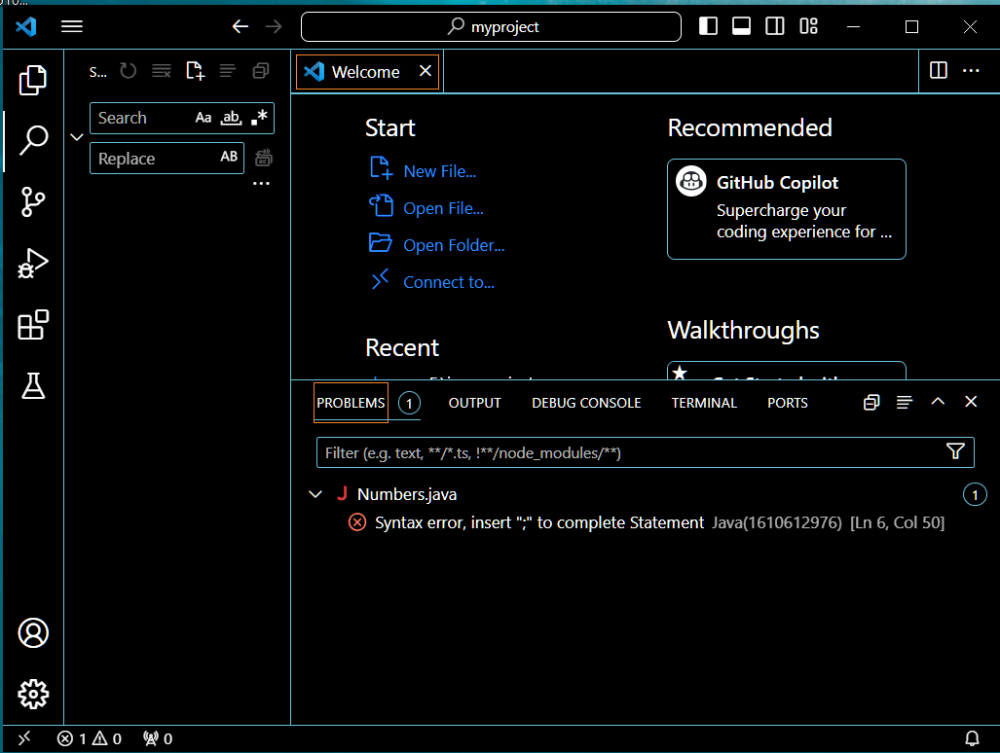 myproject
S...
Search Aa ab
Replace AB
Welcome
Start
New File...
Open File...
Open Folder...
Connect to...
Recent
Recommended
GitHub Copilot
Supercharge your
coding experience for ...
Walkthroughs
PROBLEMS 1 OUTPUT DEBUG CONSOLE TERMINAL PORTS
Filter (e.g. text, **/*.ts, !**/node_modules/**)
J Numbers.java 1
Syntax error, insert ";" to complete Statement Java(1610612976) [Ln 6, Col 50]
1 0 0